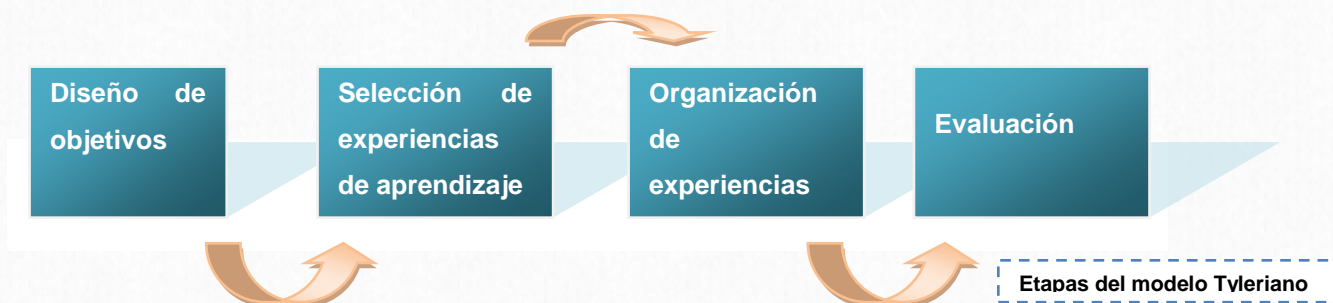 Diseño de
objetivos
Selección de
experiencias
de aprendizaje
Organización
de
experiencias
Evaluación
Etapas del modelo Tyleriano